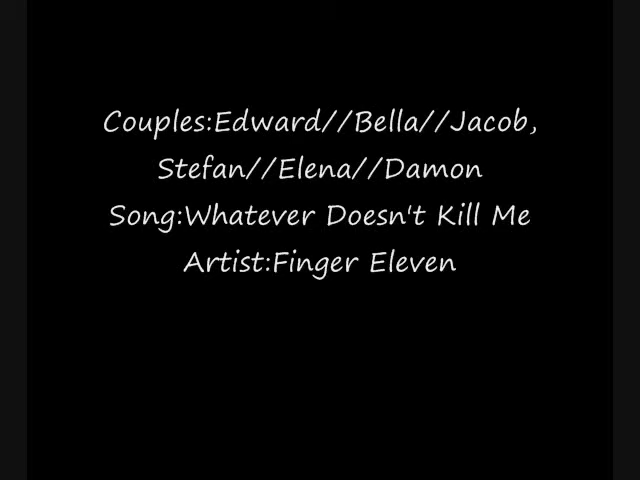 Couples:Edward//Bella//Jacob,
Stefan//Elena//Damon
Song:Whatever Doesn't Kill Me
Artist:Finger Eleven